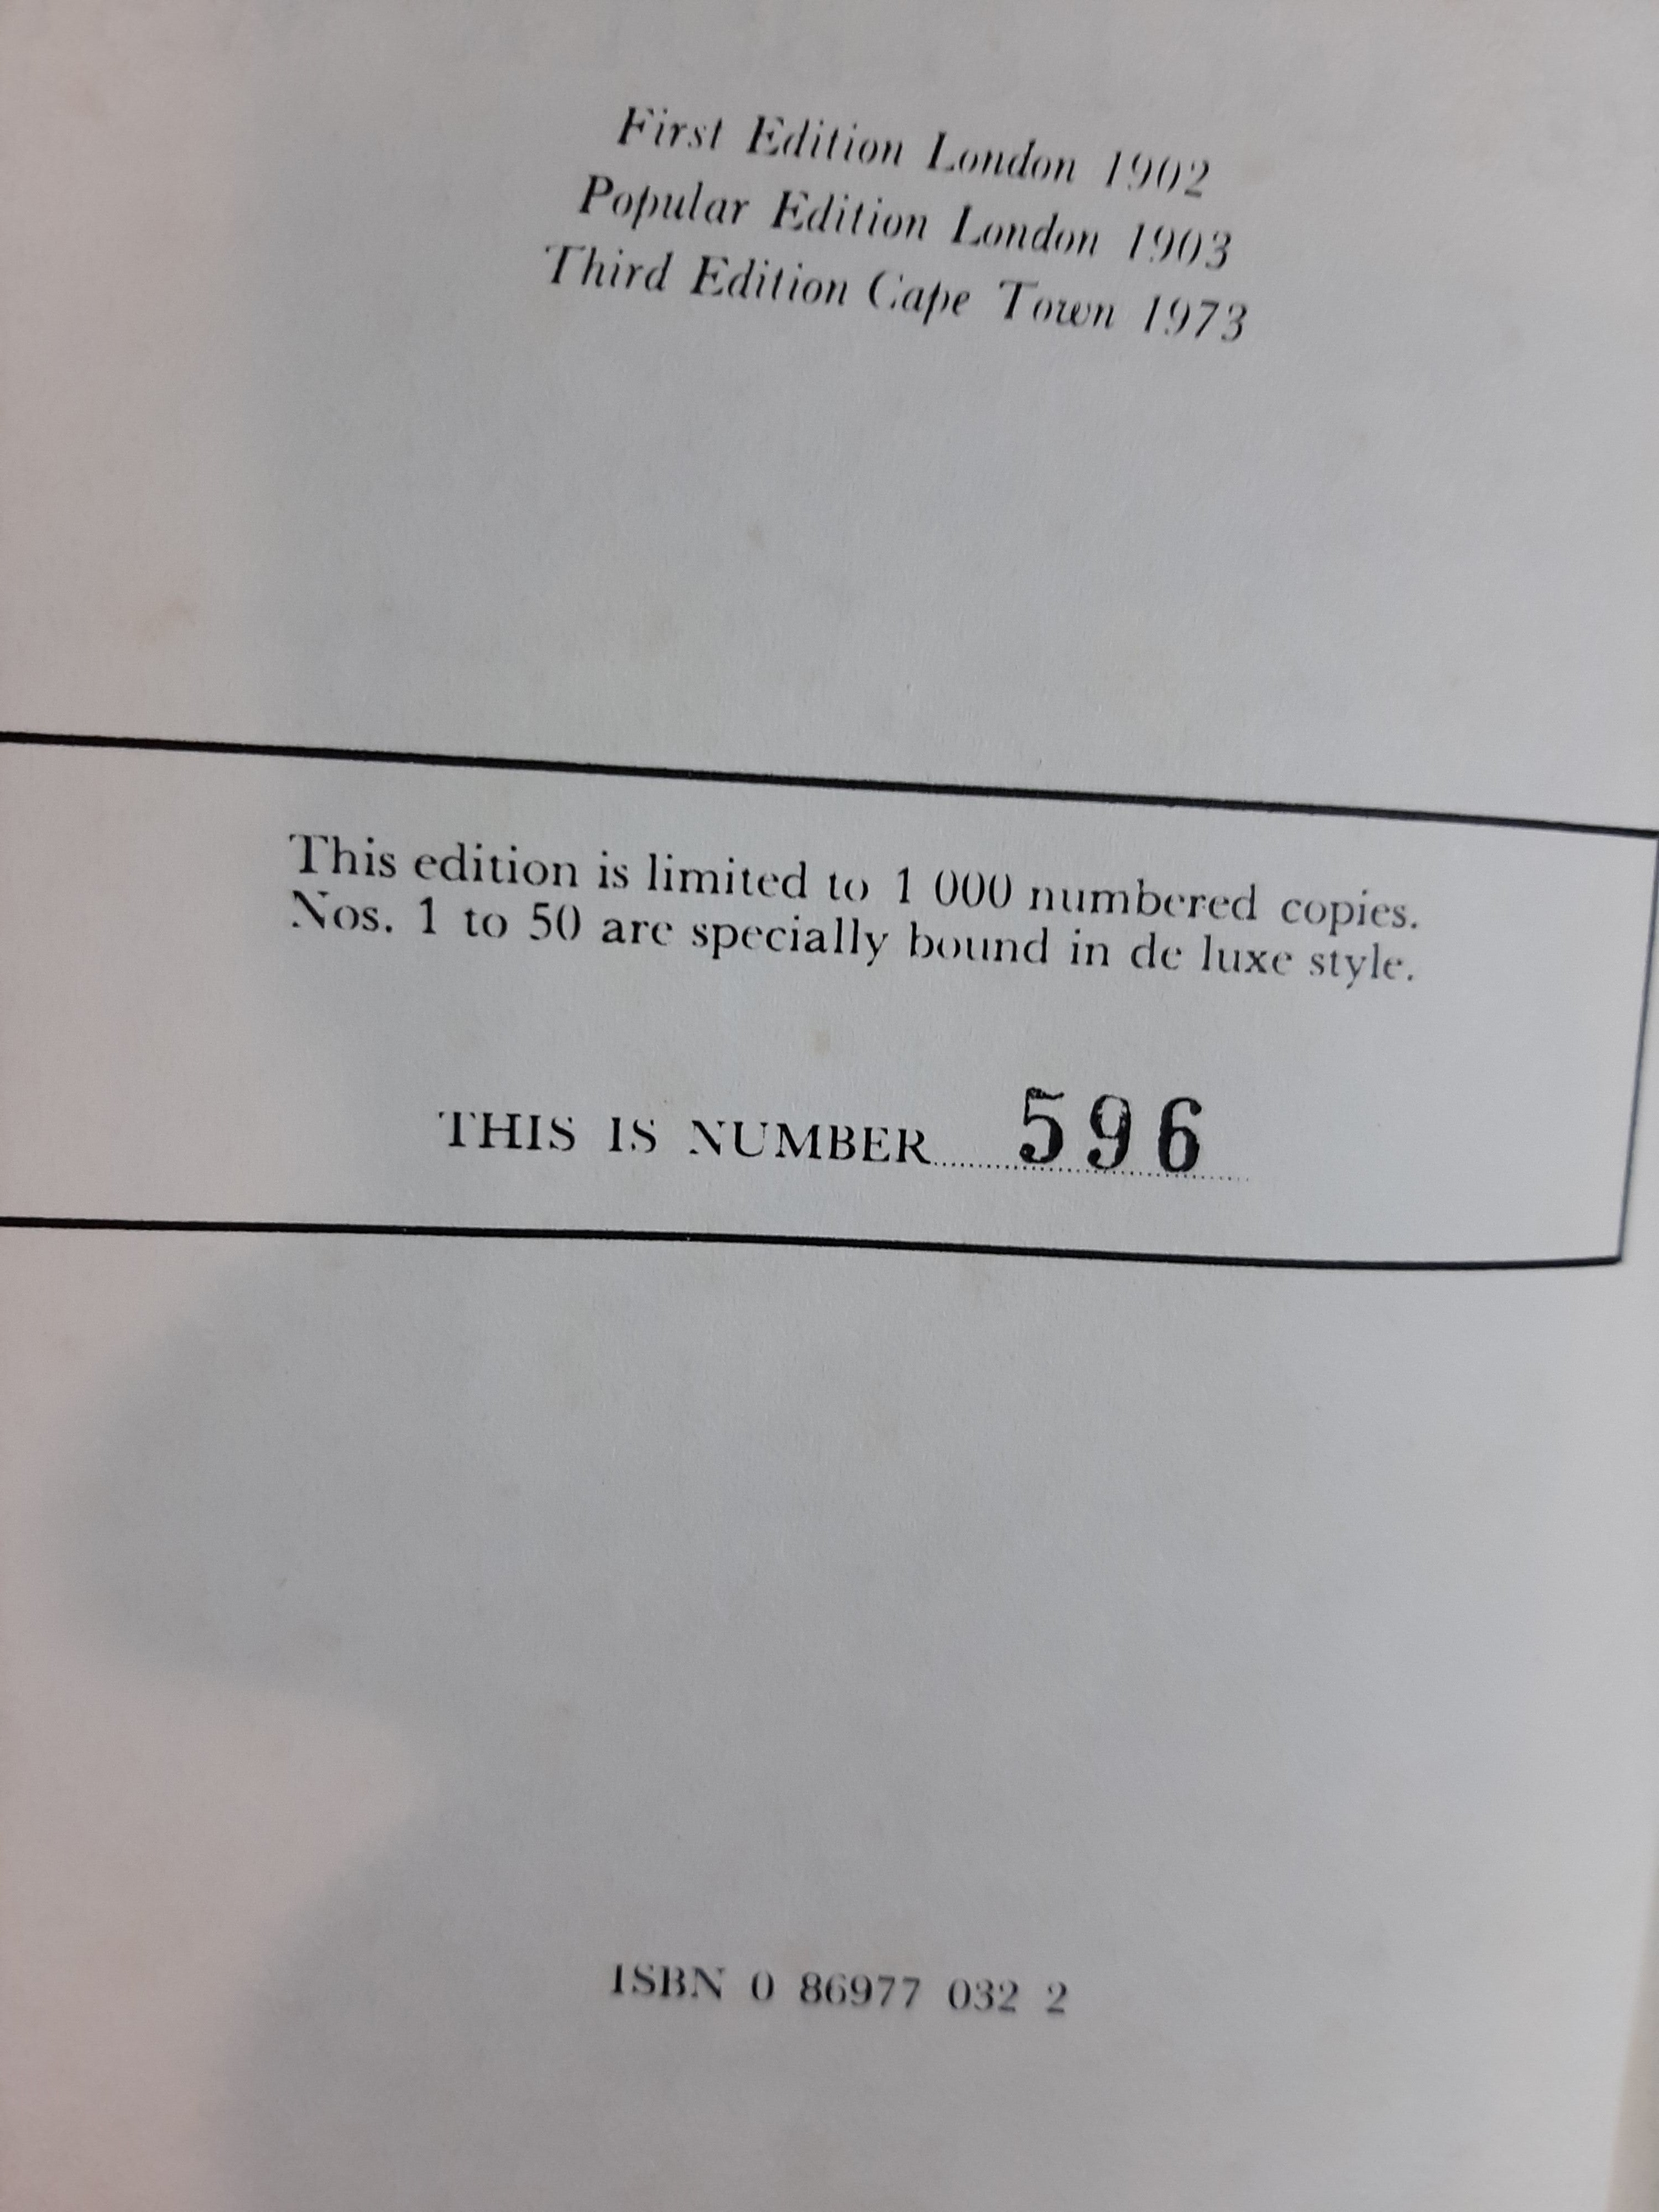 First Edition London 1902
Popular Edition London 1903
Third Edition Cape Town 1973
This edition is limited to 1 000 numbered copies.
Nos. 1 to 50 are specially bound in de luxe style.
THIS IS NUMBER 596
ISBN 0 86977 032 2